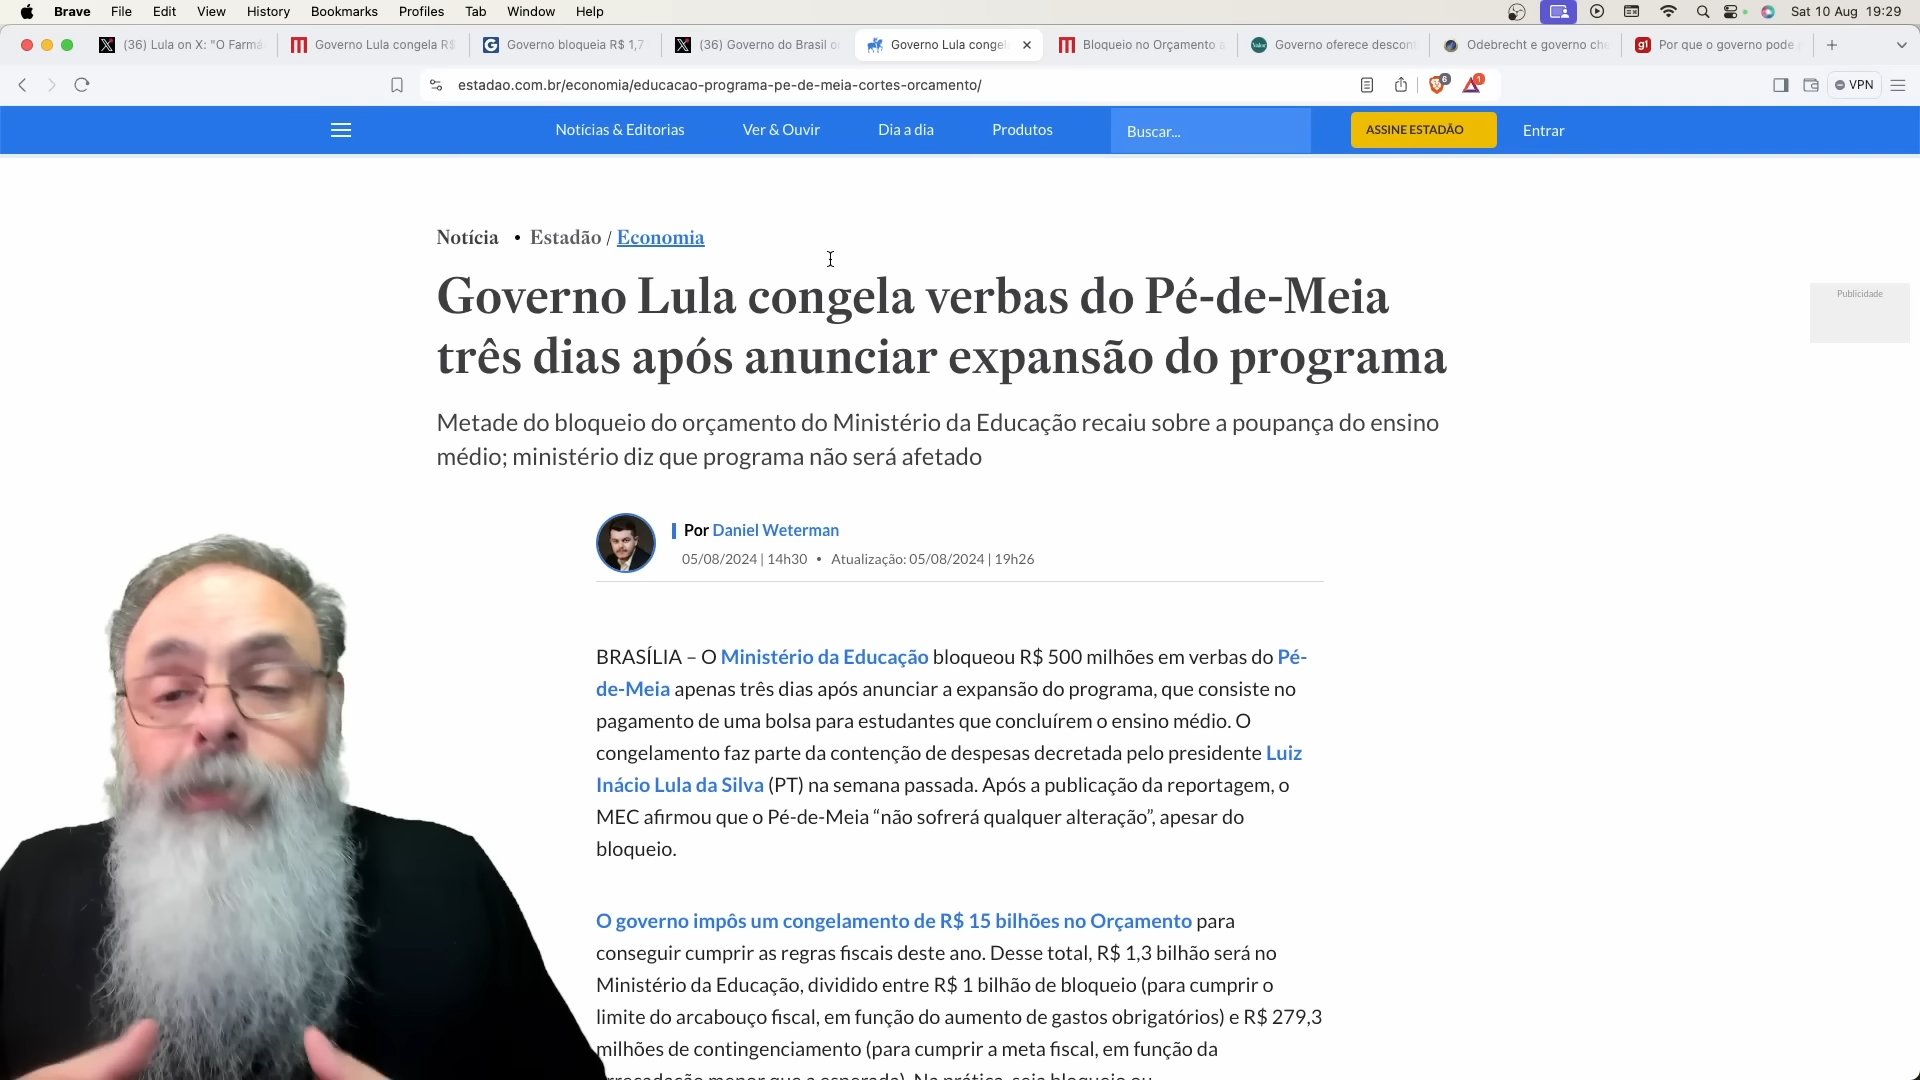 Brave File Edit View History Bookmarks Profiles Tab Window Help Sat 10 Aug 19:29
(36) Lula on X: "O Farma
Governo Lula congela R$
Governo bloqueia R$ 1,7
(36) Governo do Brasil on
Governo Lula congel
Bloqueio no Orçamento a
Governo oferece descont
Odebrecht e governo che
Por que o governo pode
estadao.com.br/economia/educacao-programa-pe-de-meia-cortes-orcamento/
6
1
VPN
Notícias & Editorias Ver & Ouvir Dia a dia Produtos Buscar... ASSINE ESTADÃO Entrar
Notícia • Estadão / Economia
Governo Lula congela verbas do Pé-de-Meia
três dias após anunciar expansão do programa
Publicidade
Metade do bloqueio do orçamento do Ministério da Educação recaiu sobre a poupança do ensino
médio; ministério diz que programa não será afetado
Por Daniel Weterman
05/08/2024 | 14h30 • Atualização: 05/08/2024 | 19h26
BRASÍLIA – O Ministério da Educação bloqueou R$ 500 milhões em verbas do Pé-
de-Meia apenas três dias após anunciar a expansão do programa, que consiste no
pagamento de uma bolsa para estudantes que concluírem o ensino médio. O
congelamento faz parte da contenção de despesas decretada pelo presidente Luiz
Inácio Lula da Silva (PT) na semana passada. Após a publicação da reportagem, o
MEC afirmou que o Pé-de-Meia “não sofrerá qualquer alteração”, apesar do
bloqueio.
O governo impôs um congelamento de R$ 15 bilhões no Orçamento para
conseguir cumprir as regras fiscais deste ano. Desse total, R$ 1,3 bilhão será no
Ministério da Educação, dividido entre R$ 1 bilhão de bloqueio (para cumprir o
limite do arcabouço fiscal, em função do aumento de gastos obrigatórios) e R$ 279,3
milhões de contingenciamento (para cumprir a meta fiscal, em função da